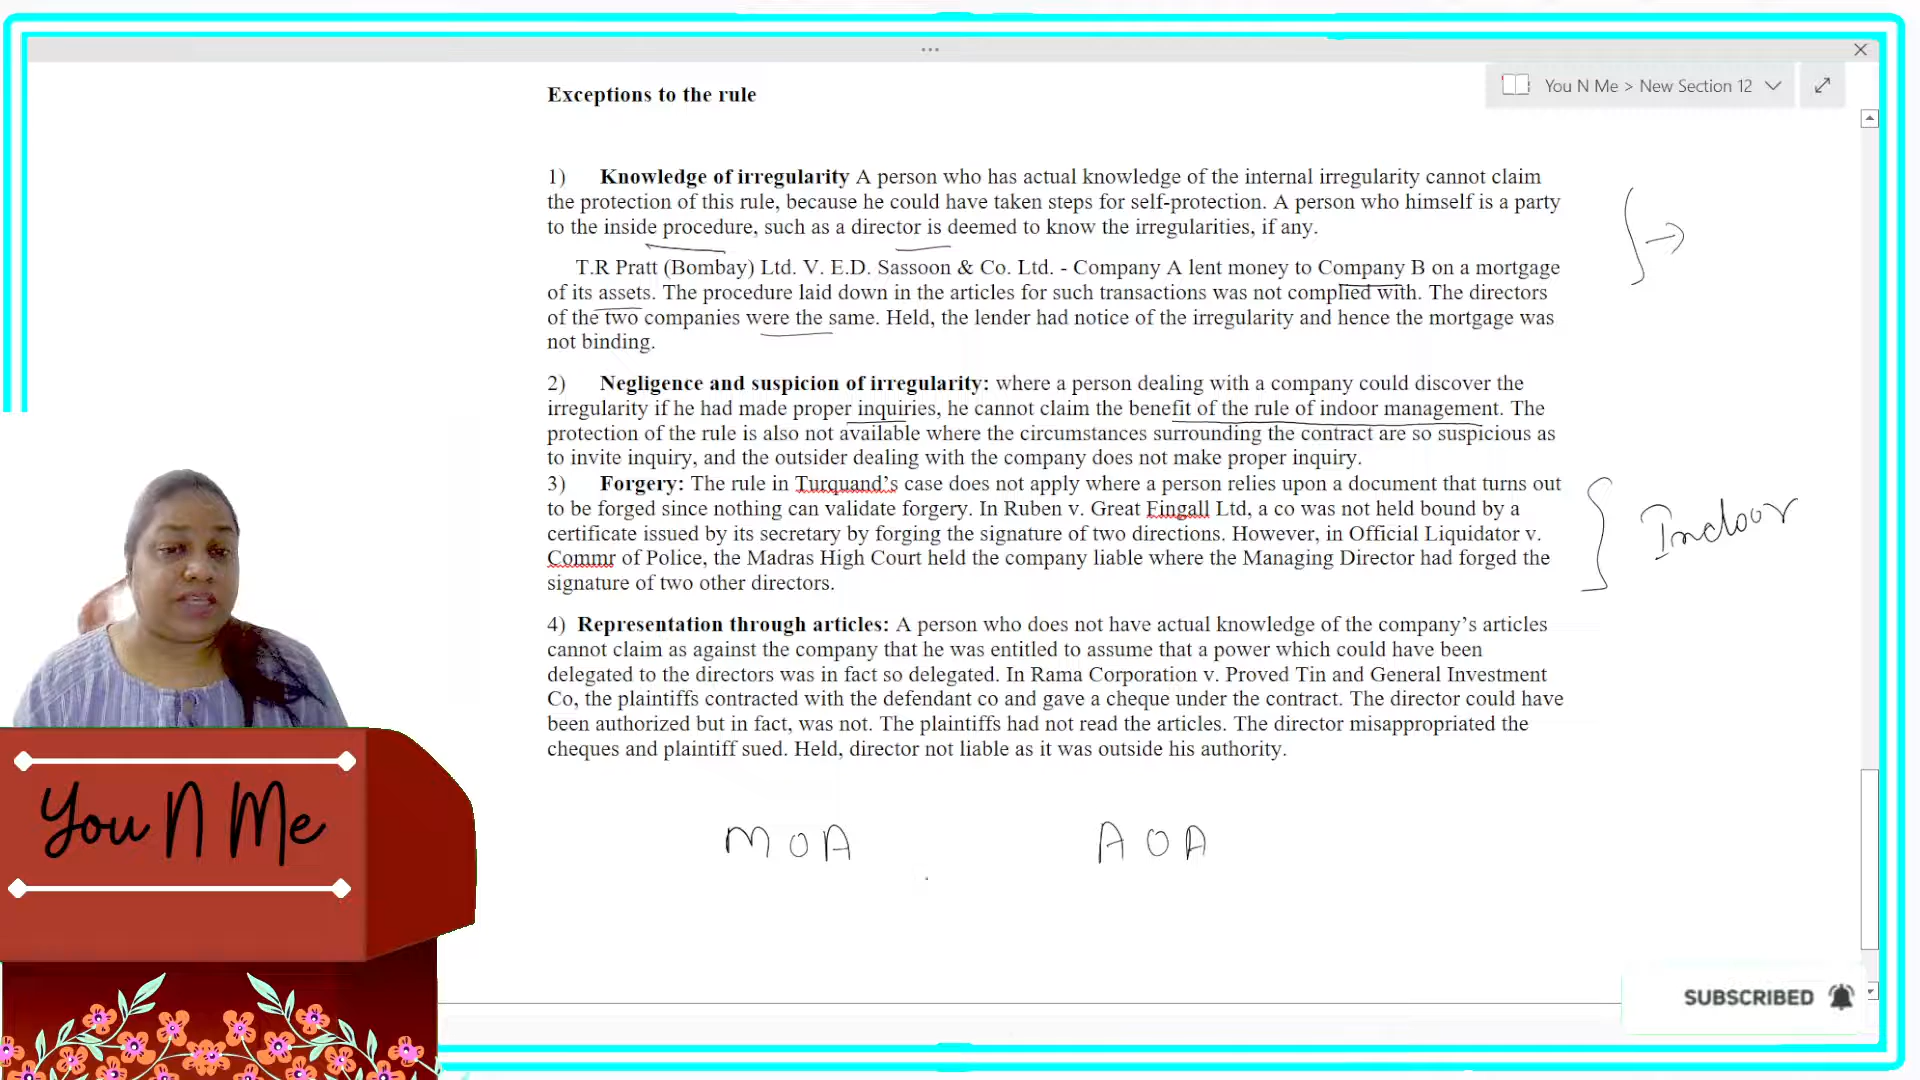 You N Me > New Section 12
Exceptions to the rule
1) Knowledge of irregularity A person who has actual knowledge of the internal irregularity cannot claim
the protection of this rule, because he could have taken steps for self-protection. A person who himself is a party
to the inside procedure, such as a director is deemed to know the irregularities, if any.
T.R Pratt (Bombay) Ltd. V. E.D. Sassoon & Co. Ltd. - Company A lent money to Company B on a mortgage
of its assets. The procedure laid down in the articles for such transactions was not complied with. The directors
of the two companies were the same. Held, the lender had notice of the irregularity and hence the mortgage was
not binding.
2) Negligence and suspicion of irregularity: where a person dealing with a company could discover the
irregularity if he had made proper inquiries, he cannot claim the benefit of the rule of indoor management. The
protection of the rule is also not available where the circumstances surrounding the contract are so suspicious as
to invite inquiry, and the outsider dealing with the company does not make proper inquiry.
3) Forgery: The rule in Turquand's case does not apply where a person relies upon a document that turns out
to be forged since nothing can validate forgery. In Ruben v. Great Fingall Ltd, a co was not held bound by a
certificate issued by its secretary by forging the signature of two directions. However, in Official Liquidator v.
Commr of Police, the Madras High Court held the company liable where the Managing Director had forged the
signature of two other directors.
Indoor
4) Representation through articles: A person who does not have actual knowledge of the company's articles
cannot claim as against the company that he was entitled to assume that a power which could have been
delegated to the directors was in fact so delegated. In Rama Corporation v. Proved Tin and General Investment
Co, the plaintiffs contracted with the defendant co and gave a cheque under the contract. The director could have
been authorized but in fact, was not. The plaintiffs had not read the articles. The director misappropriated the
cheques and plaintiff sued. Held, director not liable as it was outside his authority.
MOA AOA
You N Me
SUBSCRIBED